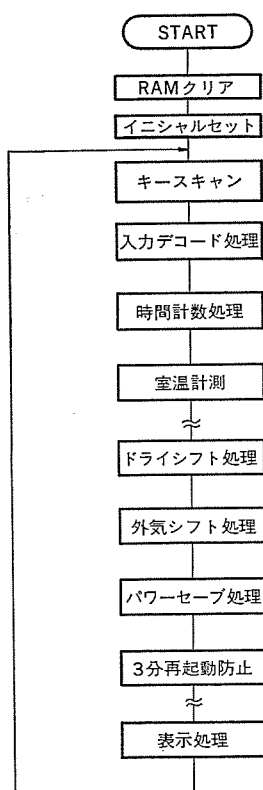 START
RAMクリア
イニシャルセット
キースキャン
入力デコード処理
時間計数処理
室温計測
ドライシフト処理
外気シフト処理
パワーセーブ処理
3分再起動防止
表示処理